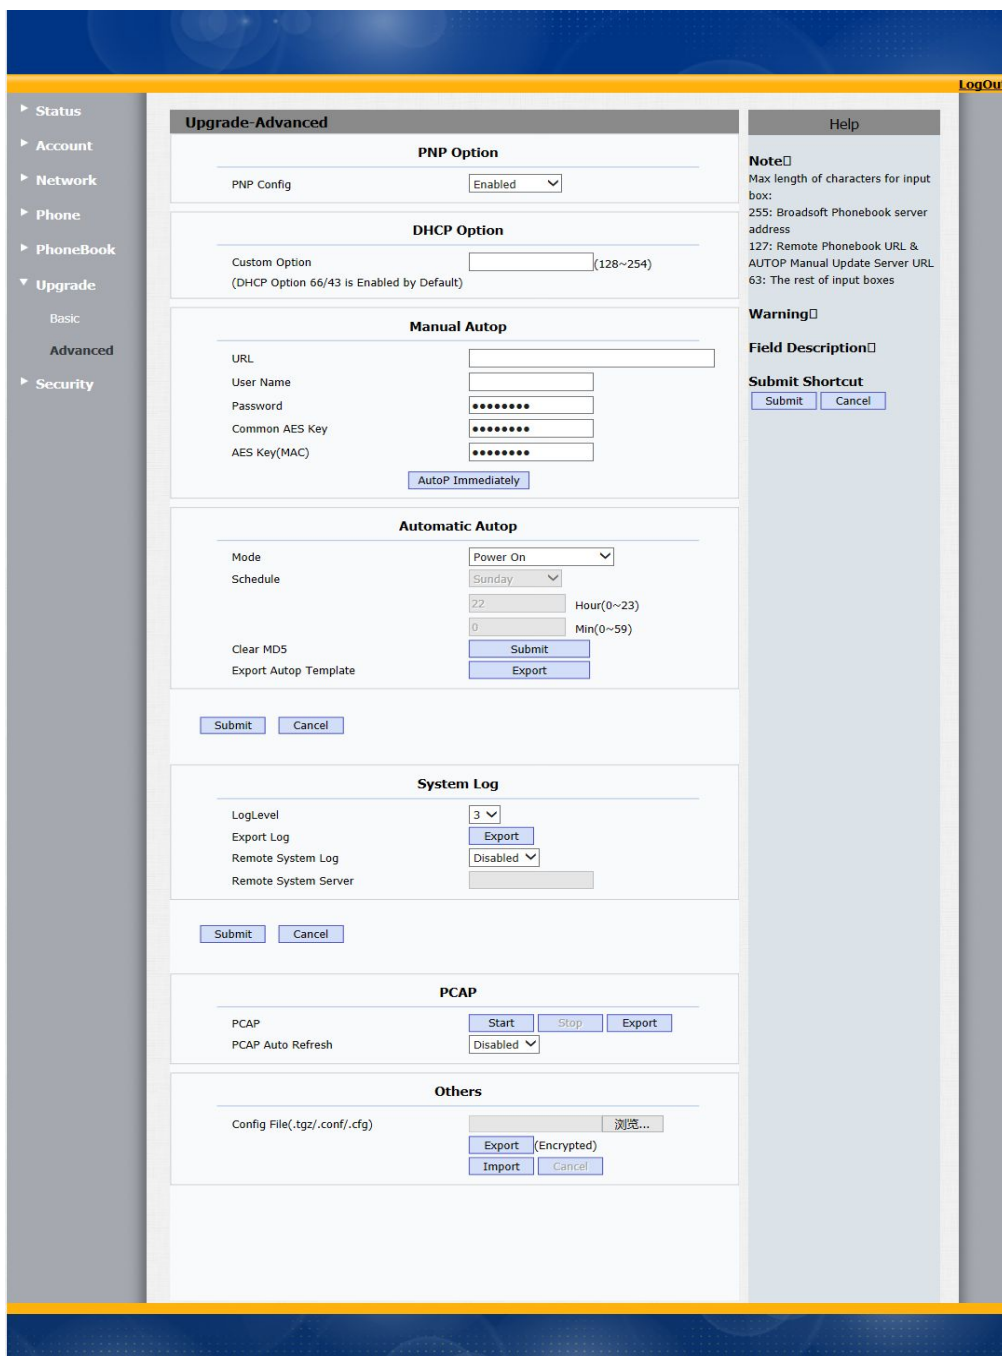 LogOut
Status
Account
Network
Phone
PhoneBook
Upgrade
Basic
Advanced
Security
Upgrade-Advanced
PNP Option
PNP Config Enabled
DHCP Option
Custom Option (128~254)
(DHCP Option 66/43 is Enabled by Default)
Manual Autop
URL
User Name
Password ••••••••
Common AES Key ••••••••
AES Key(MAC) ••••••••
AutoP Immediately
Automatic Autop
Mode Power On
Schedule Sunday
22 Hour(0~23)
0 Min(0~59)
Clear MD5 Submit
Export Autop Template Export
Submit Cancel
System Log
LogLevel 3
Export Log Export
Remote System Log Disabled
Remote System Server
Submit Cancel
PCAP
PCAP Start Stop Export
PCAP Auto Refresh Disabled
Others
Config File(.tgz/.conf/.cfg) 浏览...
Export (Encrypted)
Import Cancel
Help
Note
Max length of characters for input
box:
255: Broadsoft Phonebook server
address
127: Remote Phonebook URL &
AUTOP Manual Update Server URL
63: The rest of input boxes
Warning
Field Description
Submit Shortcut
Submit Cancel